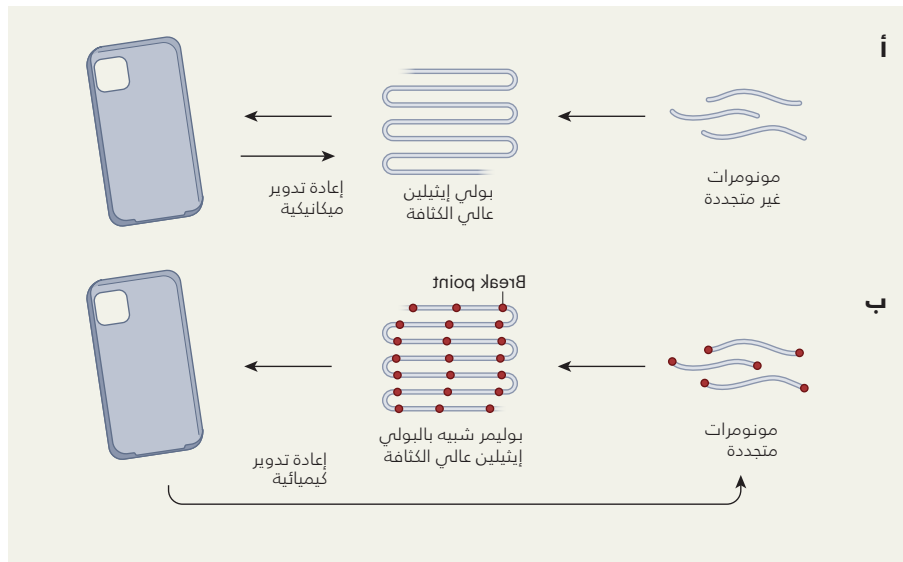 أ
مونومرات
غير متجددة
بولي إيثيلين
عالي الكثافة
إعادة تدوير
ميكانيكية
ب
Break point
مونومرات
متجددة
بوليمر شبيه بالبولي
إيثيلين عالي الكثافة
إعادة تدوير
كيميائية